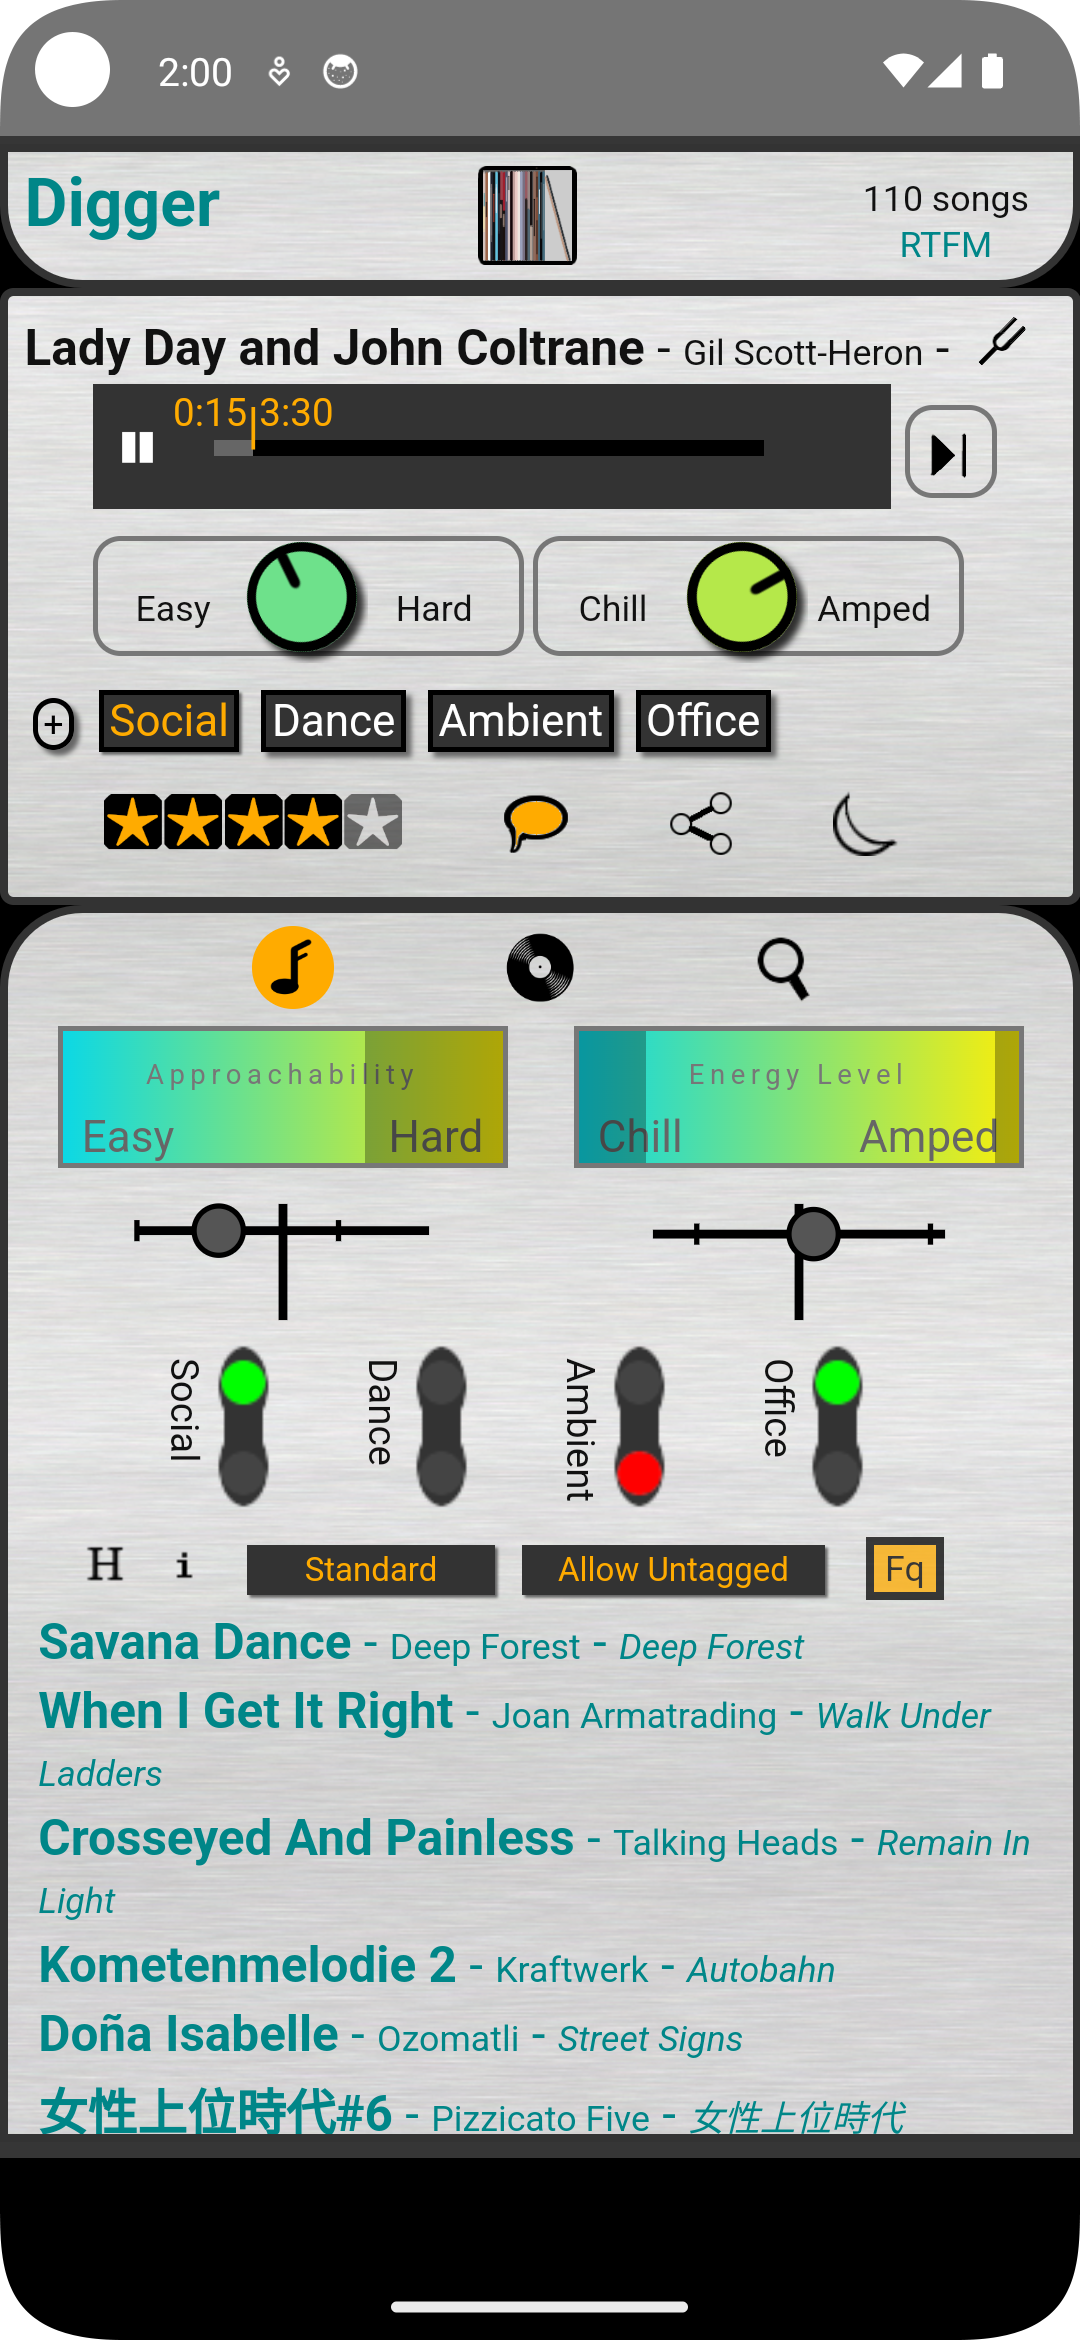 2:00
Digger
110 songs
RTFM
Lady Day and John Coltrane - Gil Scott-Heron -
0:15 3:30
Easy Hard Chill Amped
+ Social Dance Ambient Office
Approachability Energy Level
Easy Hard Chill Amped
Social Dance Ambient Office
H i Standard Allow Untagged Fq
Savana Dance - Deep Forest - Deep Forest
When I Get It Right - Joan Armatrading - Walk Under
Ladders
Crosseyed And Painless - Talking Heads - Remain In
Light
Kometenmelodie 2 - Kraftwerk - Autobahn
Doña Isabelle - Ozomatli - Street Signs
女性上位時代#6 - Pizzicato Five - 女性上位時代